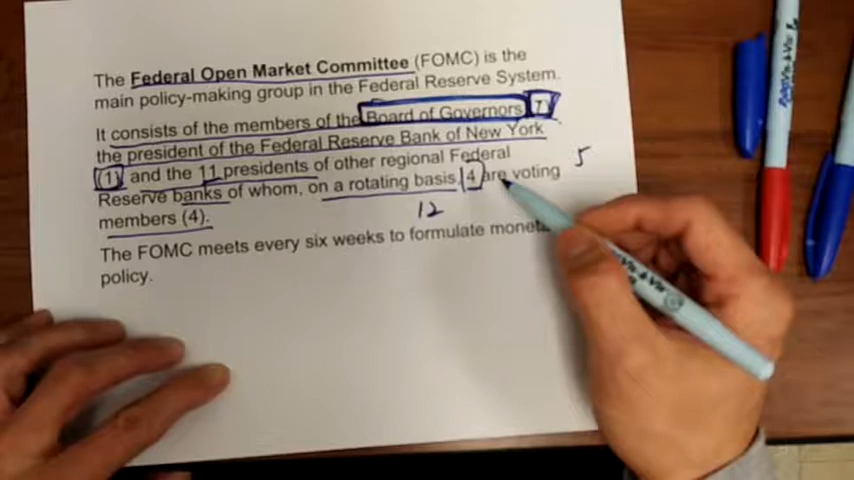 The Federal Open Market Committee (FOMC) is the
main policy-making group in the Federal Reserve System.
It consists of the members of the Board of Governors (7)
the president of the Federal Reserve Bank of New York
(1) and the 11 presidents of other regional Federal
5
Reserve banks of whom, on a rotating basis, 4 are voting
members (4).
12
The FOMC meets every six weeks to formulate
policy.